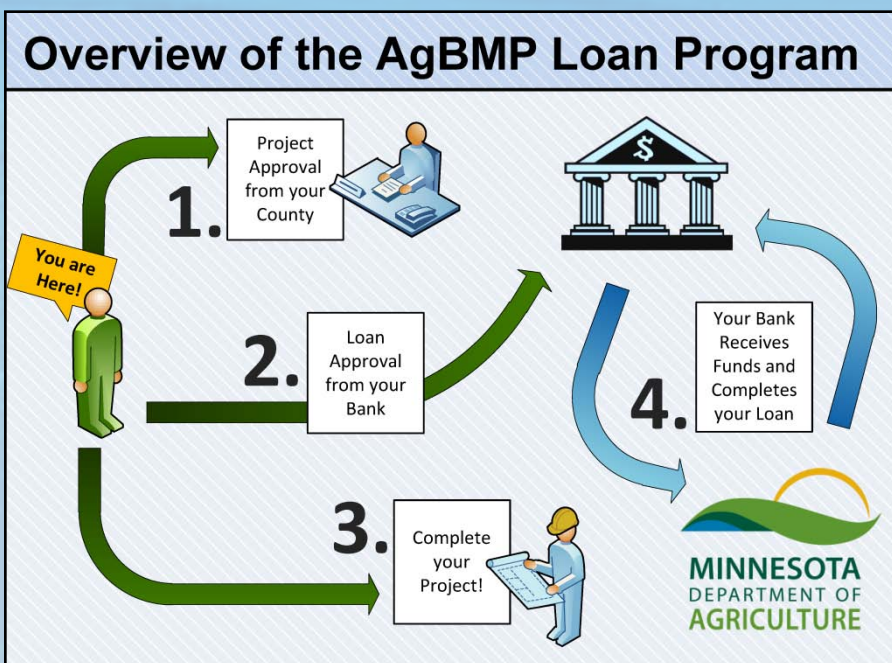 Overview of the AgBMP Loan Program
1.
Project
Approval
from your
County
$
You are
Here!
2.
Loan
Approval
from your
Bank
4.
Your Bank
Receives
Funds and
Completes
your Loan
3.
Complete
your
Project!
MINNESOTA
DEPARTMENT OF
AGRICULTURE